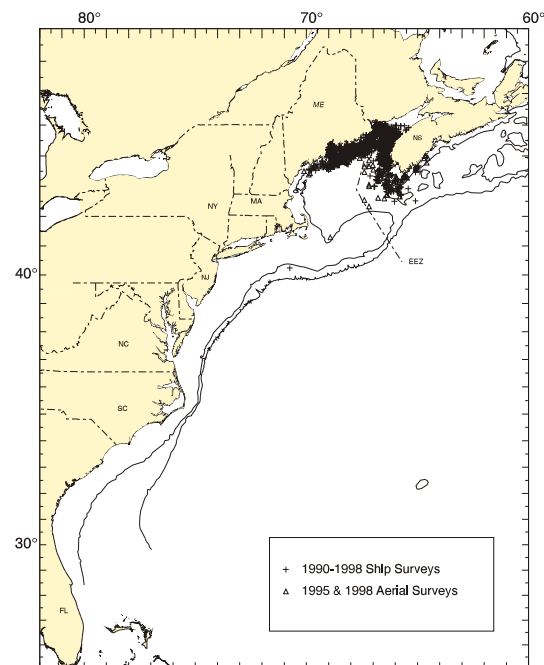 80° 70° 60°
ME
NS
NY MA
EEZ
NJ
40°
NC
SC
30°
+ 1990-1998 Ship Surveys
△ 1995 & 1998 Aerial Surveys
FL